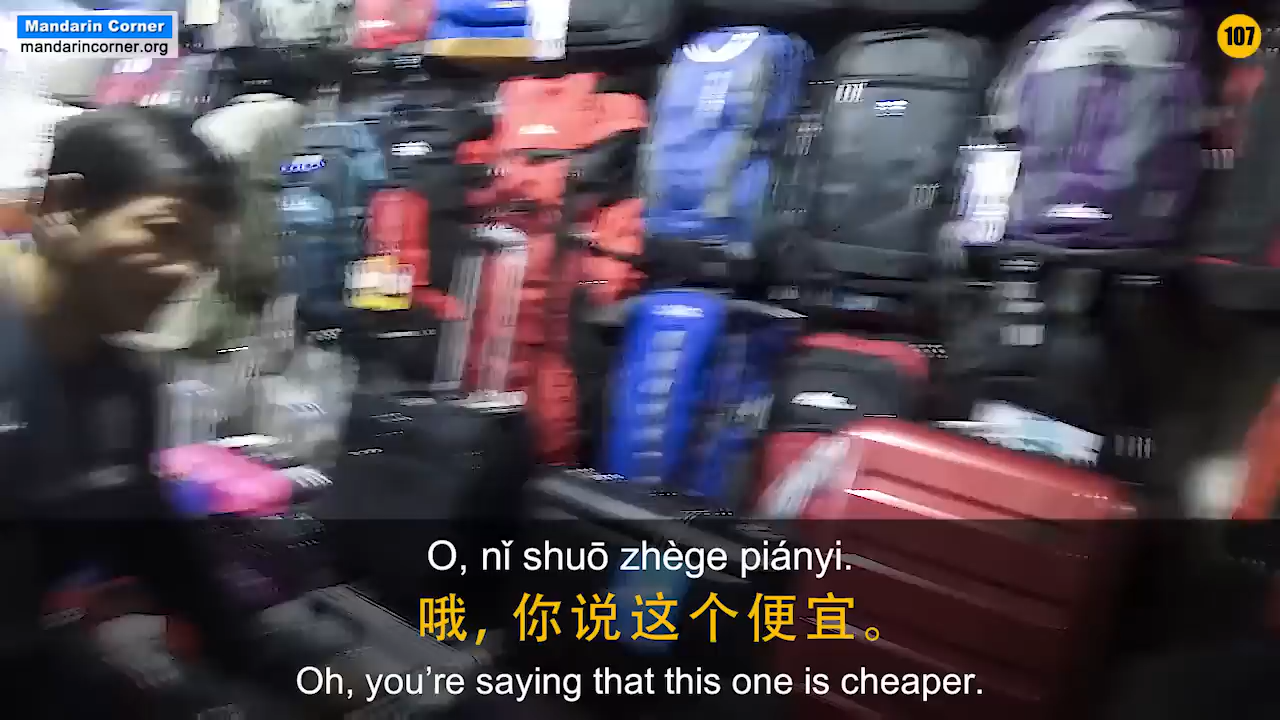 Mandarin Corner
mandarincorner.org
107
O, nǐ shuō zhège piányi.
哦, 你说这个便宜。
Oh, you’re saying that this one is cheaper.